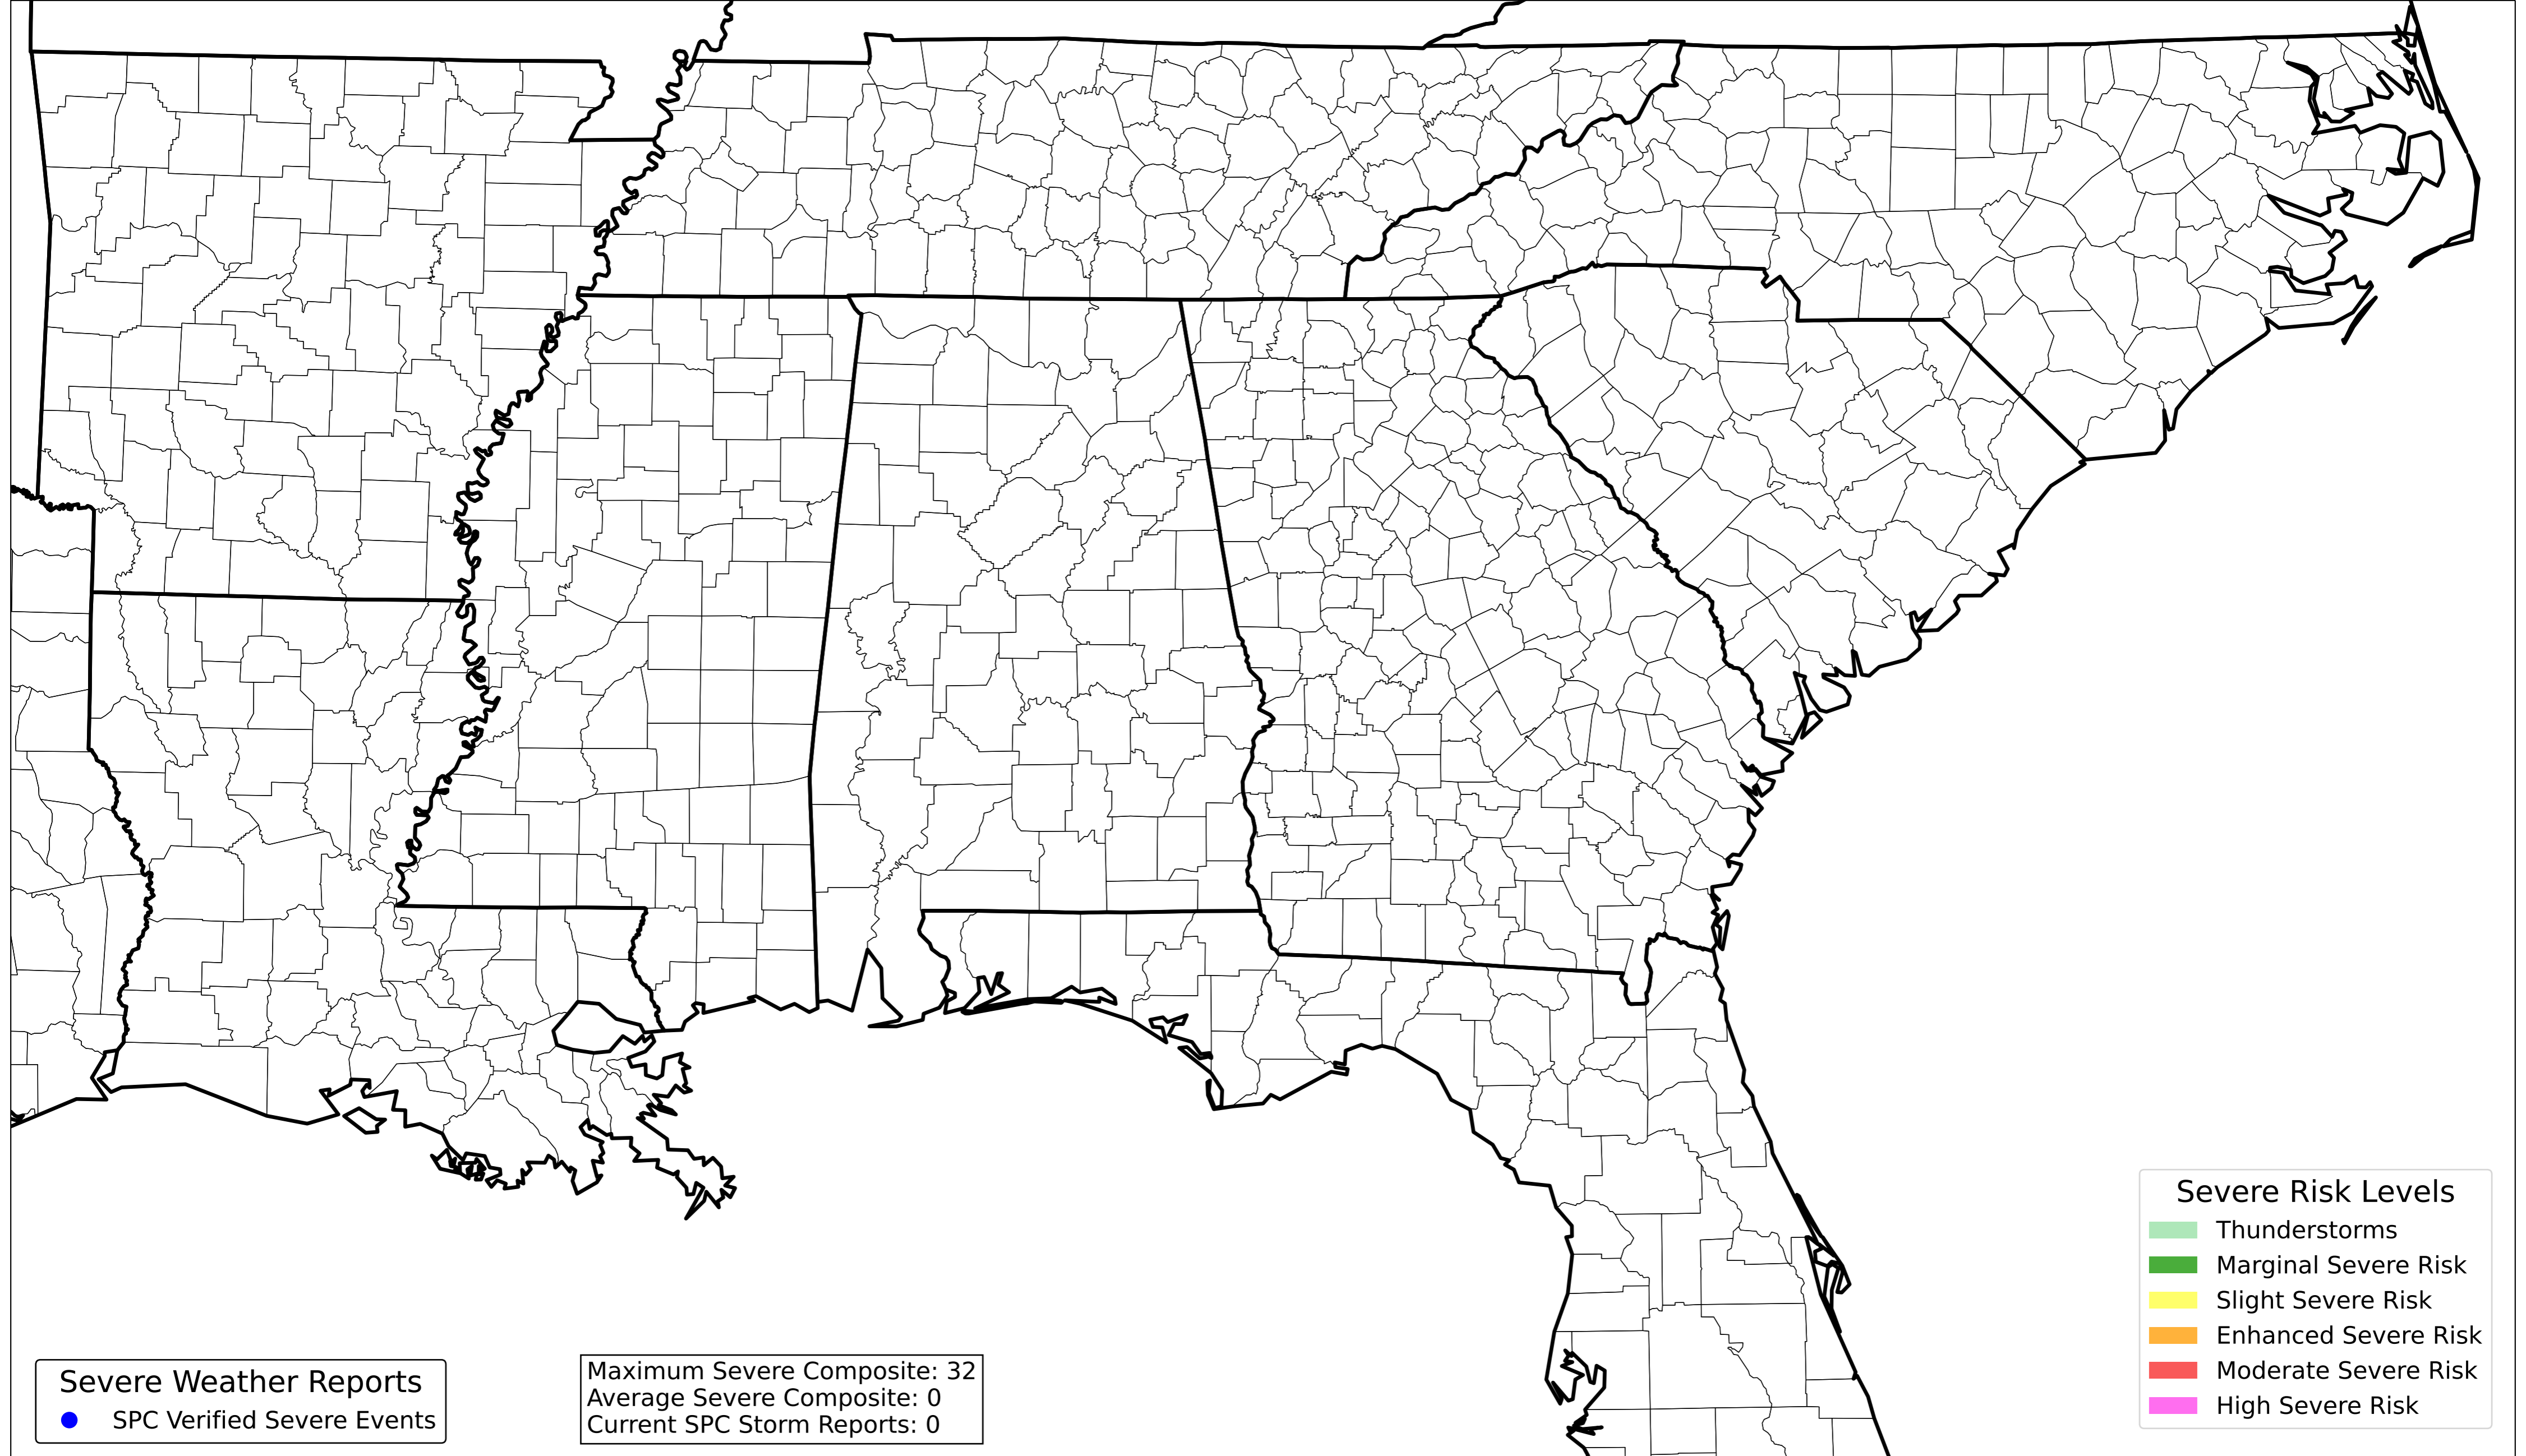 Severe Weather Reports
SPC Verified Severe Events
Maximum Severe Composite: 32
Average Severe Composite: 0
Current SPC Storm Reports: 0
Severe Risk Levels
Thunderstorms
Marginal Severe Risk
Slight Severe Risk
Enhanced Severe Risk
Moderate Severe Risk
High Severe Risk